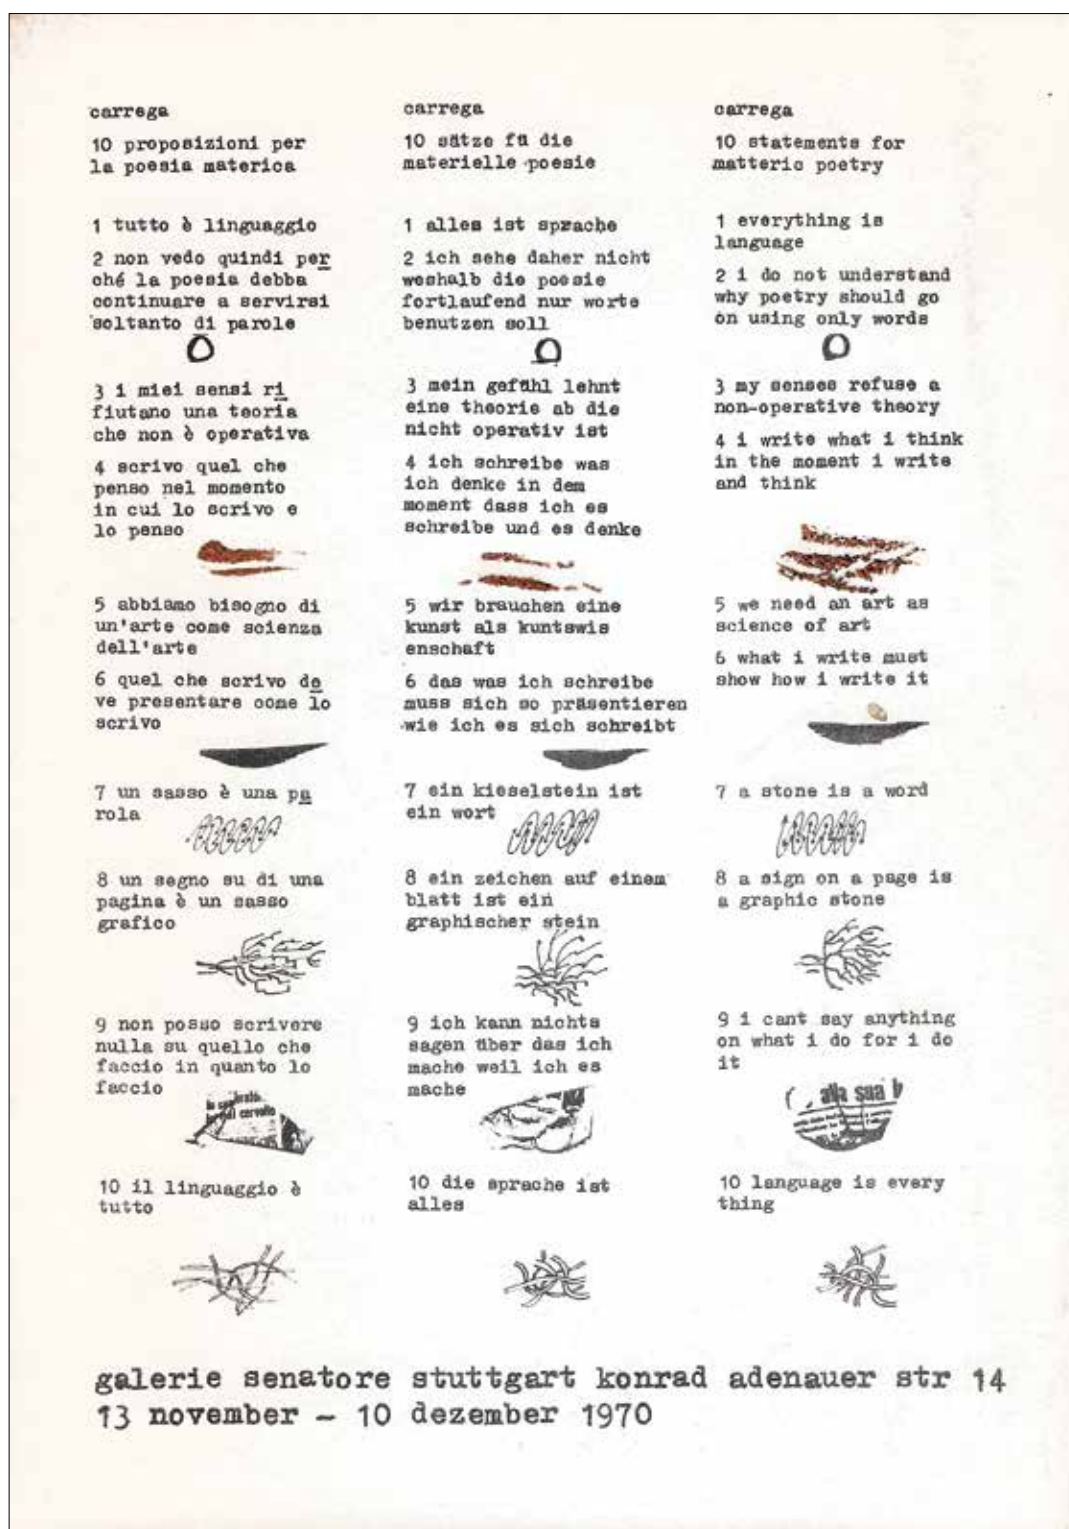 carrega
10 proposizioni per
la poesia materica
1 tutto è linguaggio
2 non vedo quindi per
ché la poesia debba
continuare a servirsi
soltanto di parole
3 i miei sensi ri
fiutano una teoria
che non è operativa
4 scrivo quel che
penso nel momento
in cui lo scrivo e
lo penso
5 abbiamo bisogno di
un'arte come scienza
dell'arte
6 quel che scrivo de
ve presentare come lo
scrivo
7 un sasso è una pa
rola
8 un segno su di una
pagina è un sasso
grafico
9 non posso scrivere
nulla su quello che
faccio in quanto lo
faccio
di cervello
10 il linguaggio è
tutto
carrega
10 sätze fü die
materielle poesie
1 alles ist sprache
2 ich sehe daher nicht
weshalb die poesie
fortlaufend nur worte
benutzen soll
3 mein gefühl lehnt
eine theorie ab die
nicht operativ ist
4 ich schreibe was
ich denke in dem
moment dass ich es
schreibe und es denke
5 wir brauchen eine
kunst als kuntswis
enschaft
6 das was ich schreibe
muss sich so präsentieren
wie ich es sich schreibt
7 ein kieselstein ist
ein wort
8 ein zeichen auf einem
blatt ist ein
graphischer stein
9 ich kann nichts
sagen über das ich
mache weil ich es
mache
10 die sprache ist
alles
carrega
10 statements for
matteric poetry
1 everything is
language
2 i do not understand
why poetry should go
on using only words
3 my senses refuse a
non-operative theory
4 i write what i think
in the moment i write
and think
5 we need an art as
science of art
6 what i write must
show how i write it
7 a stone is a word
8 a sign on a page is
a graphic stone
9 i cant say anything
on what i do for i do
it
alla sua
10 language is every
thing
galerie senatore stuttgart konrad adenauer str 14
13 november - 10 dezember 1970